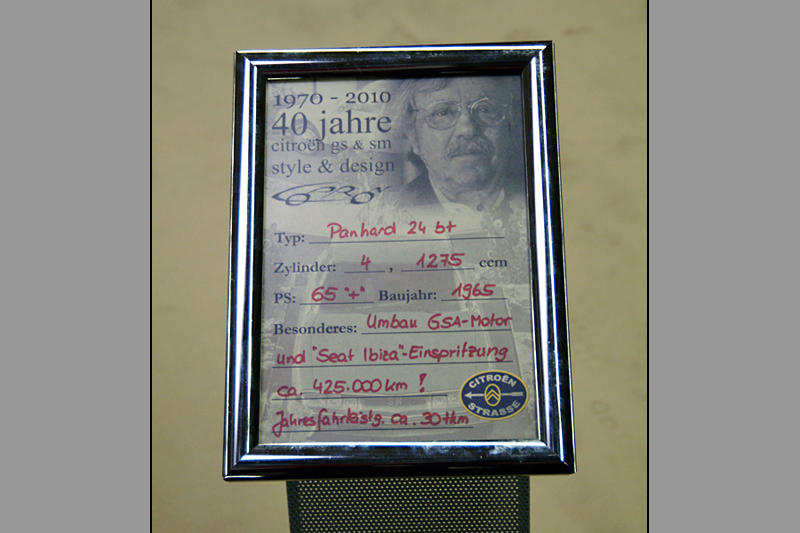 1970 - 2010
40 jahre
citroën gs & sm
style & design
Typ: Panhard 24 bt
Zylinder: 4, 1275 ccm
PS: 65 "+" Baujahr: 1965
Besonderes: Umbau GSA-Motor
und "Seat Ibiza"-Einspritzung
ca. 425.000 km !
Jahresfahrleistg. ca. 30 tkm
CITROËN
STRASSE